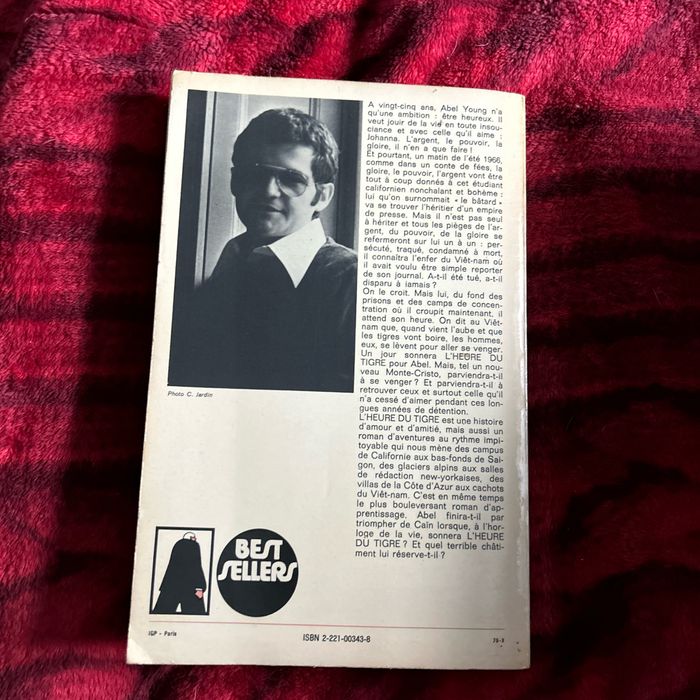 A vingt-cinq ans, Abel Young n'a
qu'une ambition : être heureux. Il
veut jouir de la vie en toute insou-
ciance et avec celle qu'il aime :
Johanna. L'argent, le pouvoir, la
gloire, il n'en a que faire !
Et pourtant, un matin de l'été 1966,
comme dans un conte de fées, la
gloire, le pouvoir, l'argent vont être
tout à coup donnés à cet étudiant
californien nonchalant et bohème :
lui qu'on surnommait « le bâtard »
va se trouver l'héritier d'un empire
de presse. Mais il n'est pas seul
à hériter et tous les pièges de l'ar-
gent, du pouvoir, de la gloire se
refermeront sur lui un à un : per-
sécuté, traqué, condamné à mort,
il connaîtra l'enfer du Viêt-nam où
il avait voulu être simple reporter
de son journal. A-t-il été tué, a-t-il
disparu à jamais ?
On le croit. Mais lui, du fond des
prisons et des camps de concen-
tration où il croupit maintenant, il
attend son heure. On dit au Viêt-
nam que, quand vient l'aube et que
les tigres vont boire, les hommes,
eux, se lèvent pour aller se venger.
Un jour sonnera L'HEURE DU
TIGRE pour Abel. Mais, tel un nou-
veau Monte-Cristo, parviendra-t-il
à se venger ? Et parviendra-t-il à
retrouver ceux et surtout celle qu'il
n'a cessé d'aimer pendant ces lon-
gues années de détention.
L'HEURE DU TIGRE est une histoire
d'amour et d'amitié, mais aussi un
roman d'aventures au rythme impi-
toyable qui nous mène des campus
de Californie aux bas-fonds de Saï-
gon, des glaciers alpins aux salles
de rédaction new-yorkaises, des
villas de la Côte d'Azur aux cachots
du Viêt-nam. C'est en même temps
le plus bouleversant roman d'ap-
prentissage. Abel finira-t-il par
triompher de Caïn lorsque, à l'hor-
loge de la vie, sonnera L'HEURE
DU TIGRE ? Et quel terrible châti-
ment lui réserve-t-il ?
Photo C. Jardin
BEST
SELLERS
IGP - Paris
ISBN 2-221-00343-8